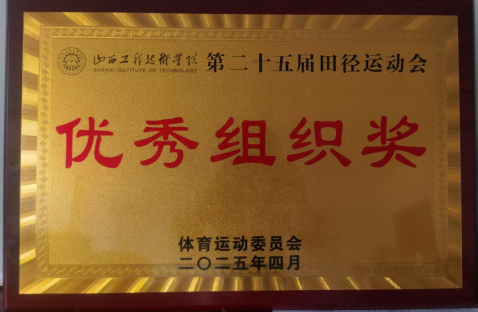 山西工程技术学院 第二十五届田径运动会
SHANXI INSTITUTE OF TECHNOLOGY
优秀组织奖
体育运动委员会
二〇二五年四月